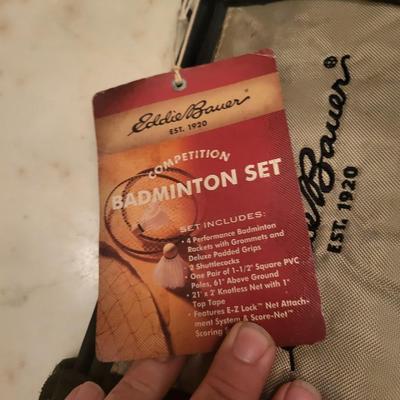 Eddie Bauer
EST. 1920
COMPETITION
BADMINTON SET
SET INCLUDES:
• 4 Performance Badminton
Rackets with Grommets and
Deluxe Padded Grips
• 2 Shuttlecocks
• One Pair of 1-1/2" Square PVC
Poles, 61" Above Ground
• 21' x 2' Knotless Net with 1"
Top Tape
• Features E-Z Lock™ Net Attach-
ment System & Score-Net™
Scoring
Eddie Bauer
EST. 1920